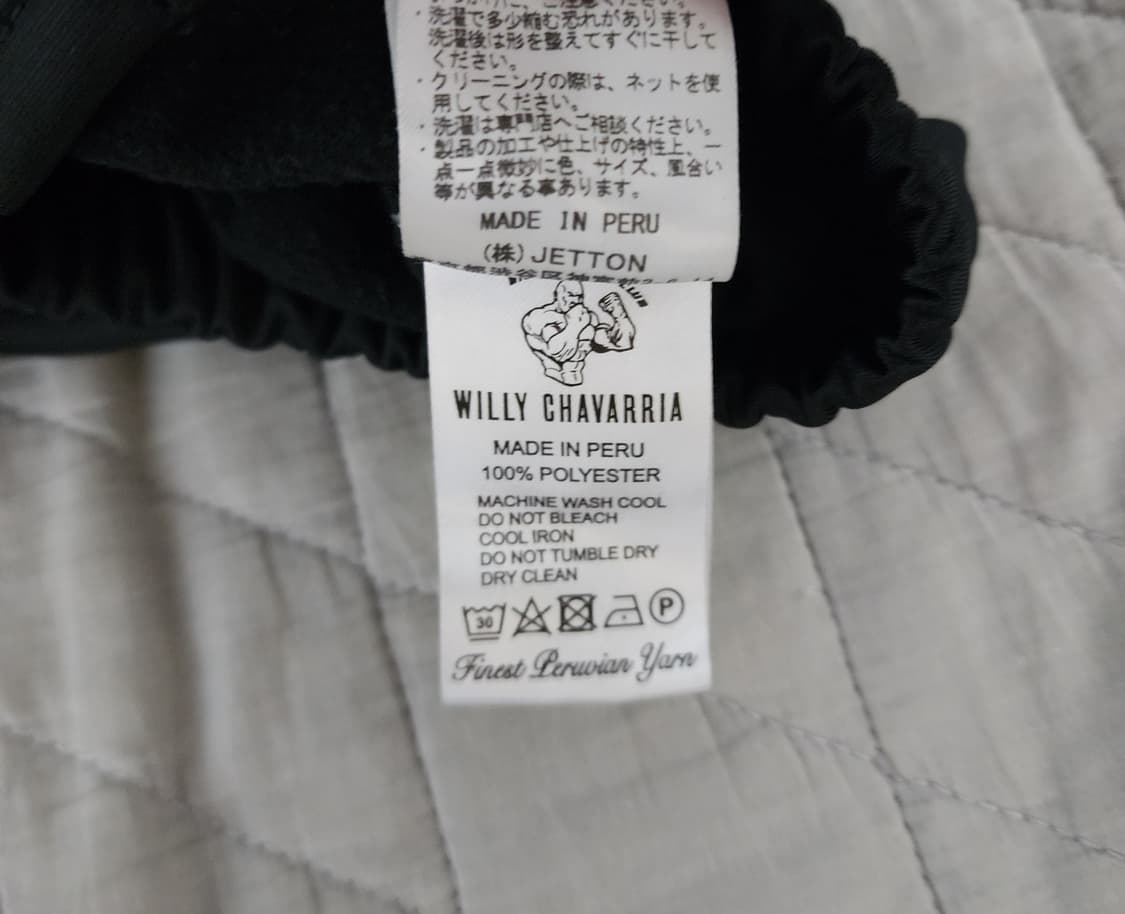 ・洗濯で多少縮む恐れがあります。
洗濯後は形を整えてすぐに干して
ください。
・クリーニングの際は、ネットを使
用してください。
・洗濯は専門店へご相談ください。
・製品の加工や仕上げの特性上、一
点一点微妙に色、サイズ、風合い
等が異なる事あります。
MADE IN PERU
(株)JETTON
WILLY CHAVARRIA
MADE IN PERU
100% POLYESTER
MACHINE WASH COOL
DO NOT BLEACH
COOL IRON
DO NOT TUMBLE DRY
DRY CLEAN
30 P
Finest Peruvian Yarn